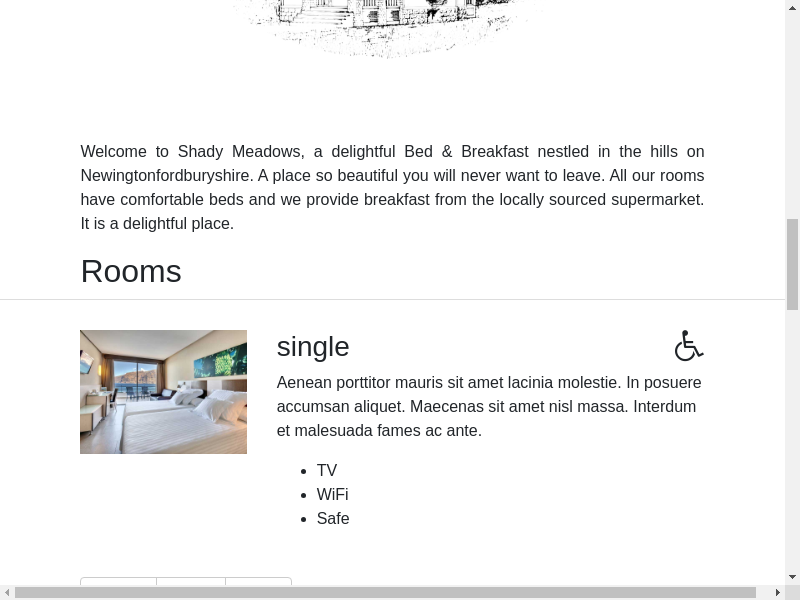 Welcome to Shady Meadows, a delightful Bed & Breakfast nestled in the hills on
Newingtonfordburyshire. A place so beautiful you will never want to leave. All our rooms
have comfortable beds and we provide breakfast from the locally sourced supermarket.
It is a delightful place.
Rooms
single
Aenean porttitor mauris sit amet lacinia molestie. In posuere
accumsan aliquet. Maecenas sit amet nisl massa. Interdum
et malesuada fames ac ante.
TV
WiFi
Safe